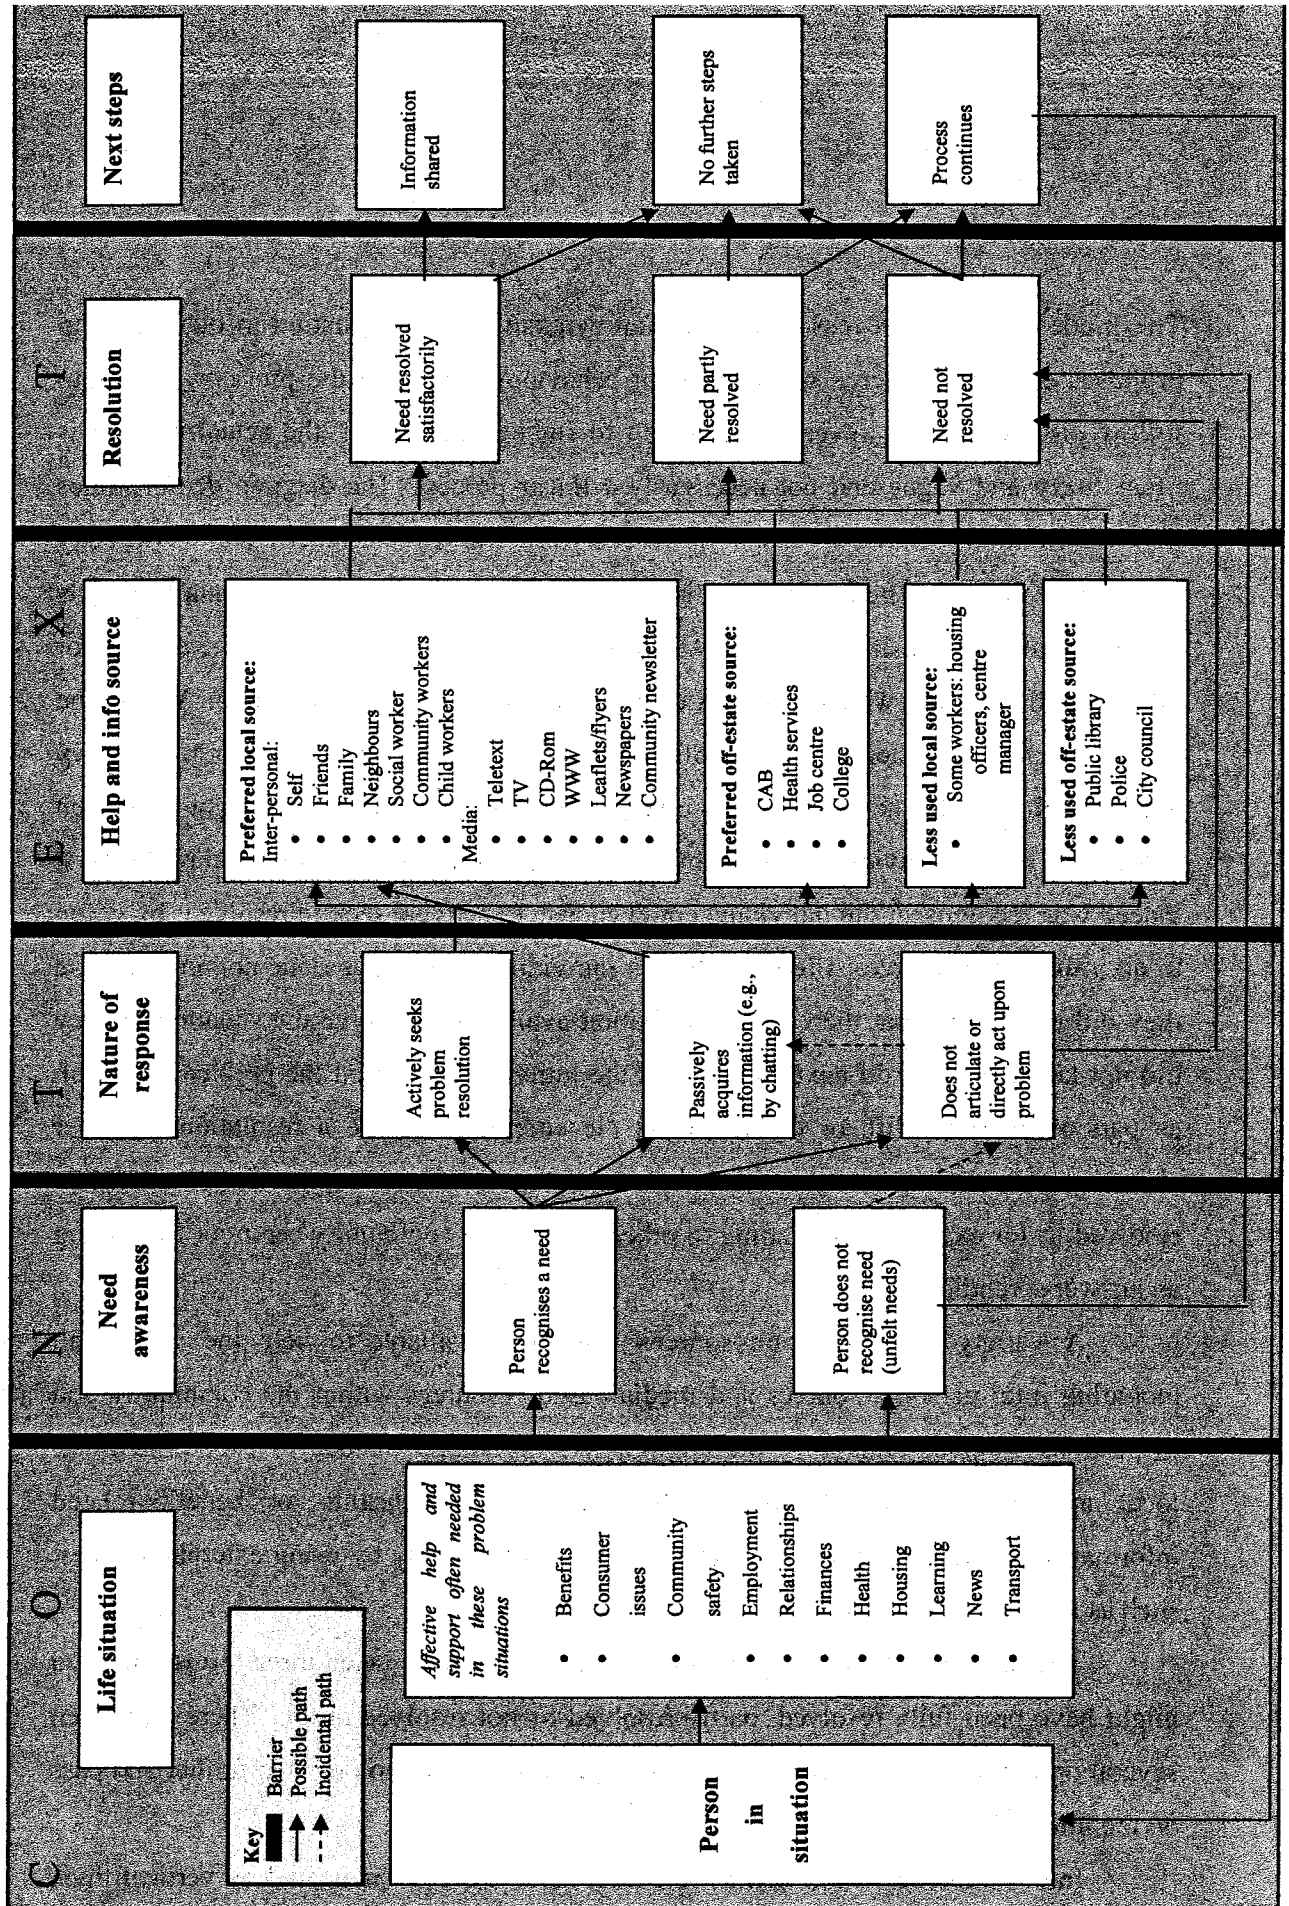 C O N T E X T
Life situation
Key
Barrier
Possible path
Incidental path
Person
in
situation
Affective help and
support often needed
in these problem
situations
• Benefits
• Consumer
issues
• Community
safety
• Employment
• Relationships
• Finances
• Health
• Housing
• Learning
• News
• Transport
Need
awareness
Person
recognises a need
Person does not
recognise need
(unfelt needs)
Nature of
response
Actively seeks
problem
resolution
Passively
acquires
information (e.g.,
by chatting)
Does not
articulate or
directly act upon
problem
Help and info source
Preferred local source:
Inter-personal:
• Self
• Friends
• Family
• Neighbours
• Social worker
• Community workers
• Child workers
Media:
• Teletext
• TV
• CD-Rom
• WWW
• Leaflets/flyers
• Newspapers
• Community newsletter
Preferred off-estate source:
• CAB
• Health services
• Job centre
• College
Less used local source:
• Some workers: housing
officers, centre
manager
Less used off-estate source:
• Public library
• Police
• City council
Resolution
Need resolved
satisfactorily
Need partly
resolved
Need not
resolved
Next steps
Information
shared
No further steps
taken
Process
continues